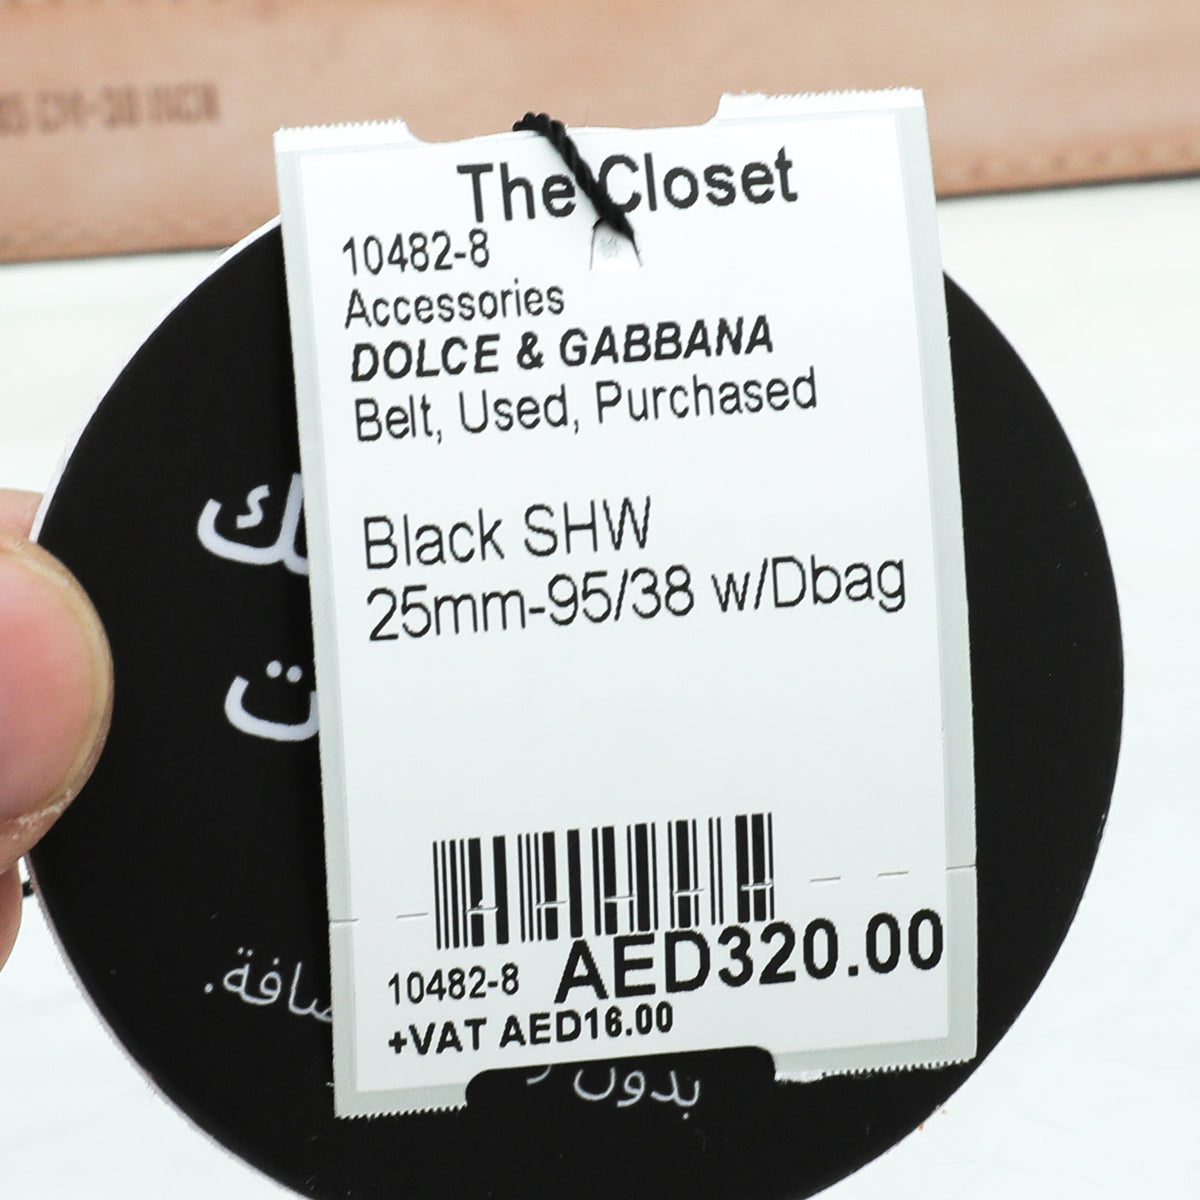 The Closet
10482-8
Accessories
DOLCE & GABBANA
Belt, Used, Purchased
Black SHW
25mm-95/38 w/Dbag
10482-8 AED320.00
+VAT AED16.00
بدون